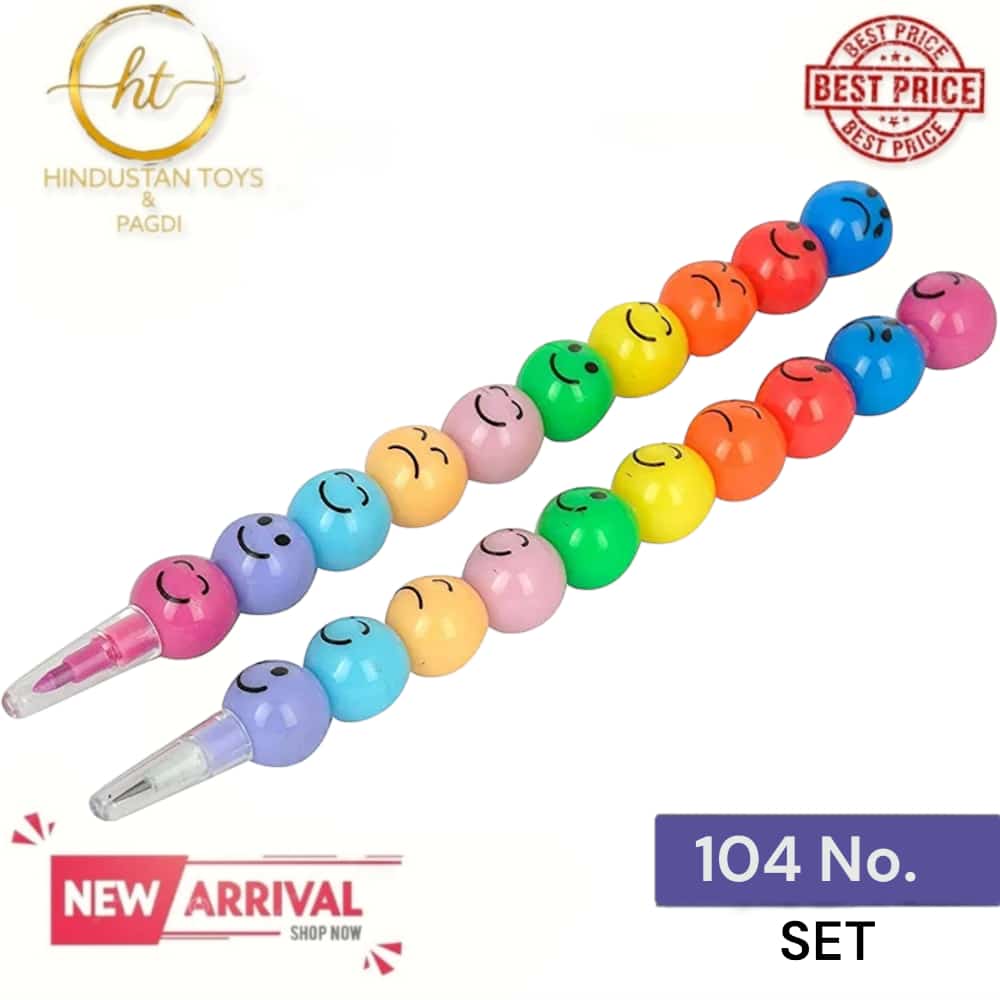 ht
HINDUSTAN TOYS
&
PAGDI
BEST PRICE
BEST PRICE
BEST PRICE
NEW ARRIVAL
SHOP NOW
104 No.
SET